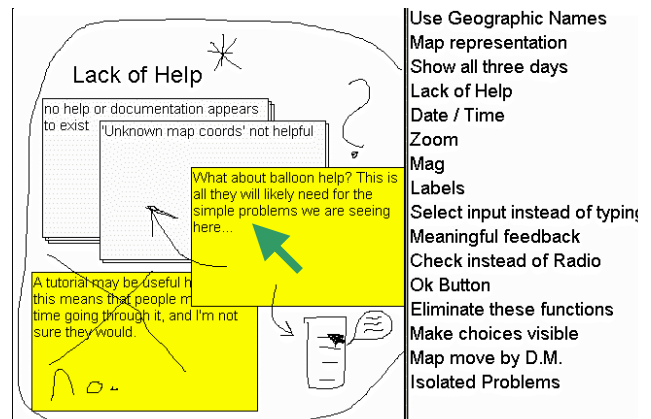 Lack of Help
no help or documentation appears
to exist
'Unknown map coords' not helpful
What about balloon help? This is
all they will likely need for the
simple problems we are seeing
here...
A tutorial may be useful
this means that people
time going through it, and I'm not
sure they would.
No
?
Use Geographic Names
Map representation
Show all three days
Lack of Help
Date / Time
Zoom
Mag
Labels
Select input instead of typing
Meaningful feedback
Check instead of Radio
Ok Button
Eliminate these functions
Make choices visible
Map move by D.M.
Isolated Problems